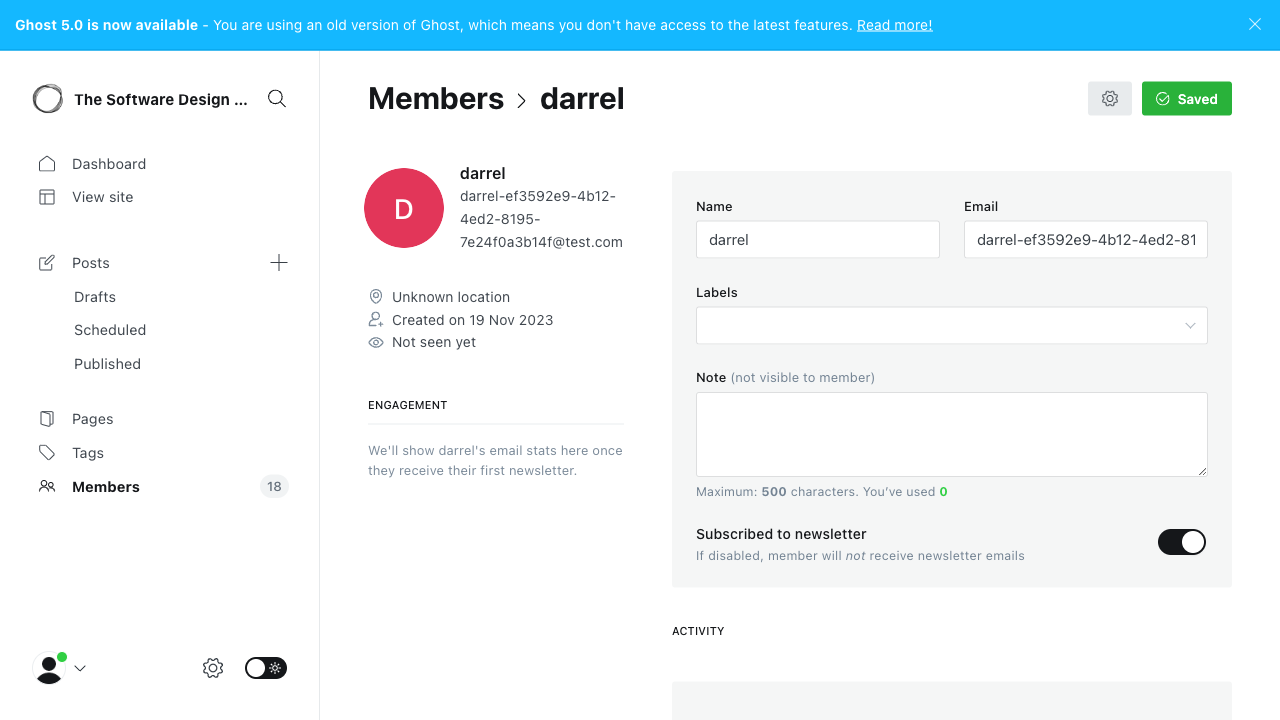 Ghost 5.0 is now available - You are using an old version of Ghost, which means you don't have access to the latest features. Read more!
The Software Design ...
Dashboard
View site
Posts
Drafts
Scheduled
Published
Pages
Tags
Members
18
Members
darrel
Saved
D
darrel
darrel-ef3592e9-4b12-
4ed2-8195-
7e24f0a3b14f@test.com
Unknown location
Created on 19 Nov 2023
Not seen yet
ENGAGEMENT
We'll show darrel's email stats here once
they receive their first newsletter.
Name
Email
darrel
darrel-ef3592e9-4b12-4ed2-81
Labels
Note (not visible to member)
Maximum: 500 characters. You've used 0
Subscribed to newsletter
If disabled, member will not receive newsletter emails
ACTIVITY